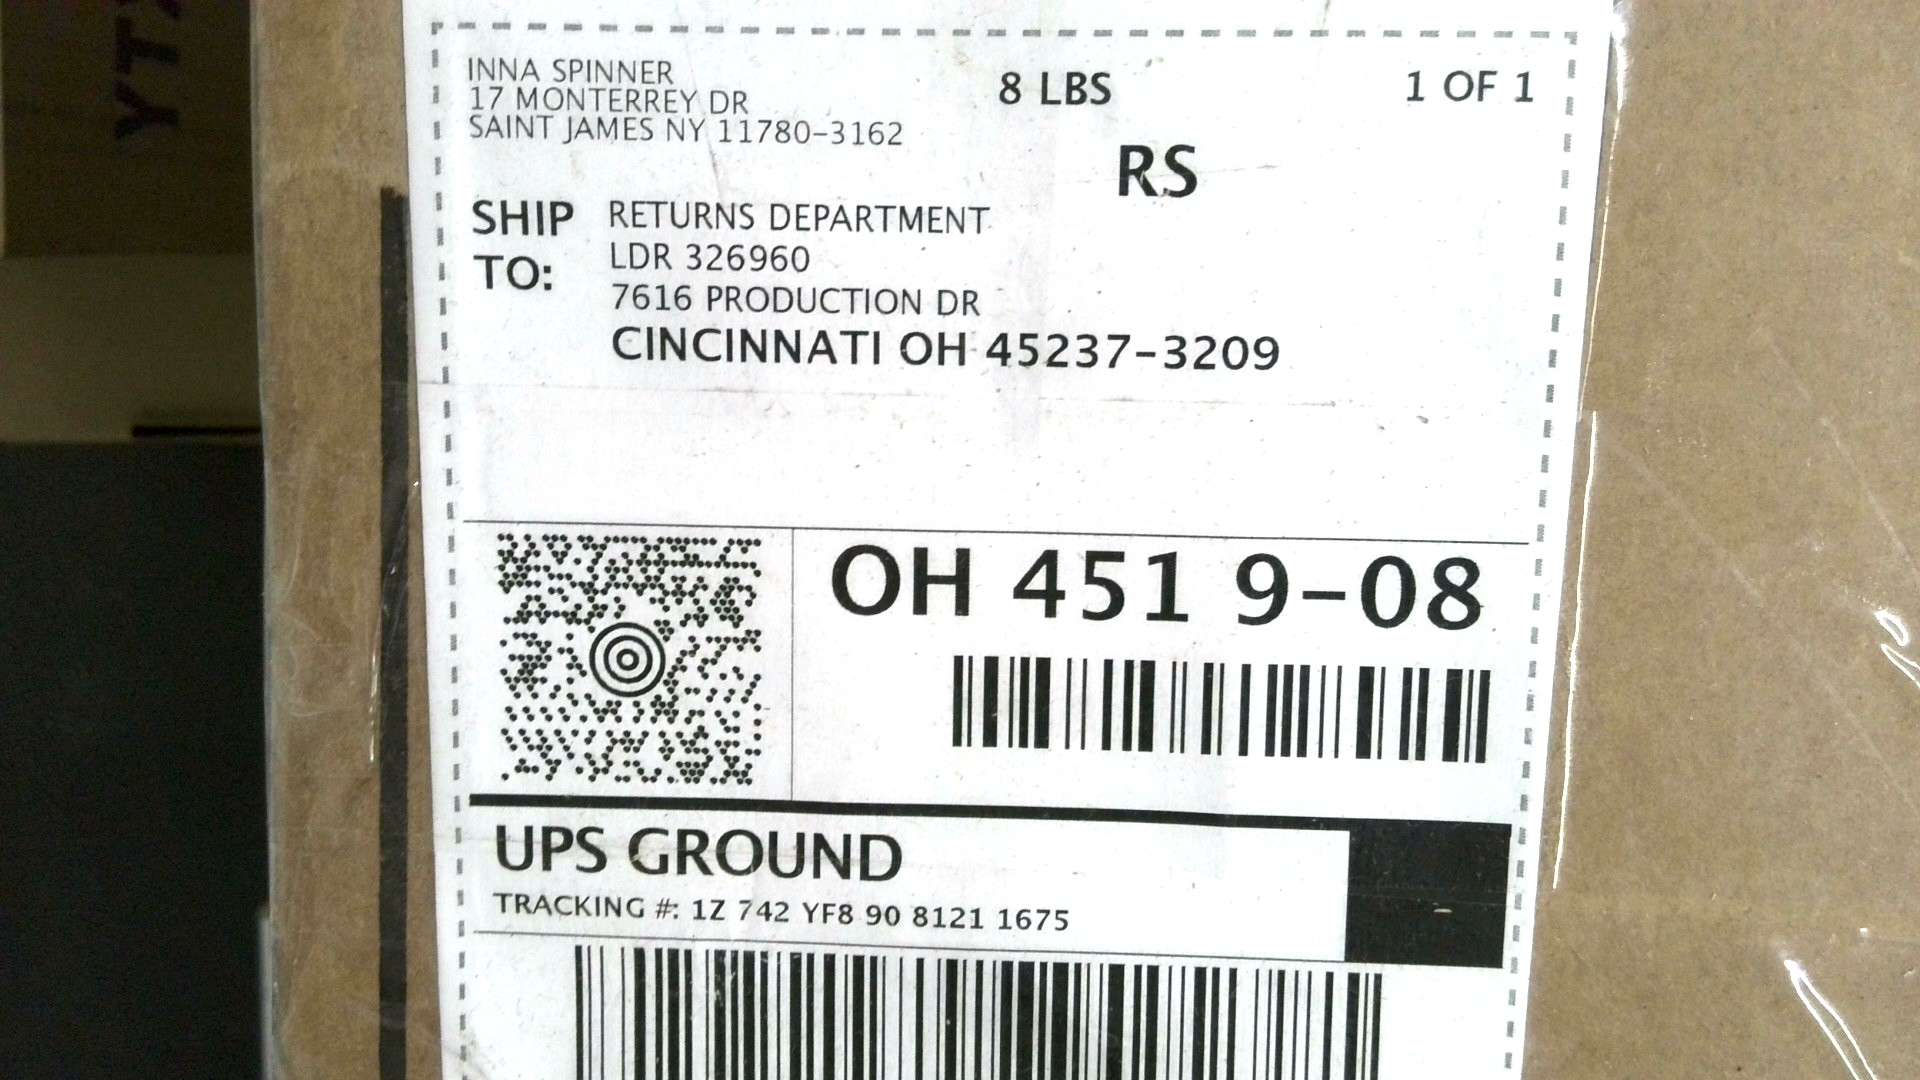 INNA SPINNER
17 MONTERREY DR
SAINT JAMES NY 11780-3162
8 LBS
1 OF 1
RS
SHIP TO:
RETURNS DEPARTMENT
LDR 326960
7616 PRODUCTION DR
CINCINNATI OH 45237-3209
OH 451 9-08
UPS GROUND
TRACKING #: 1Z 742 YF8 90 8121 1675